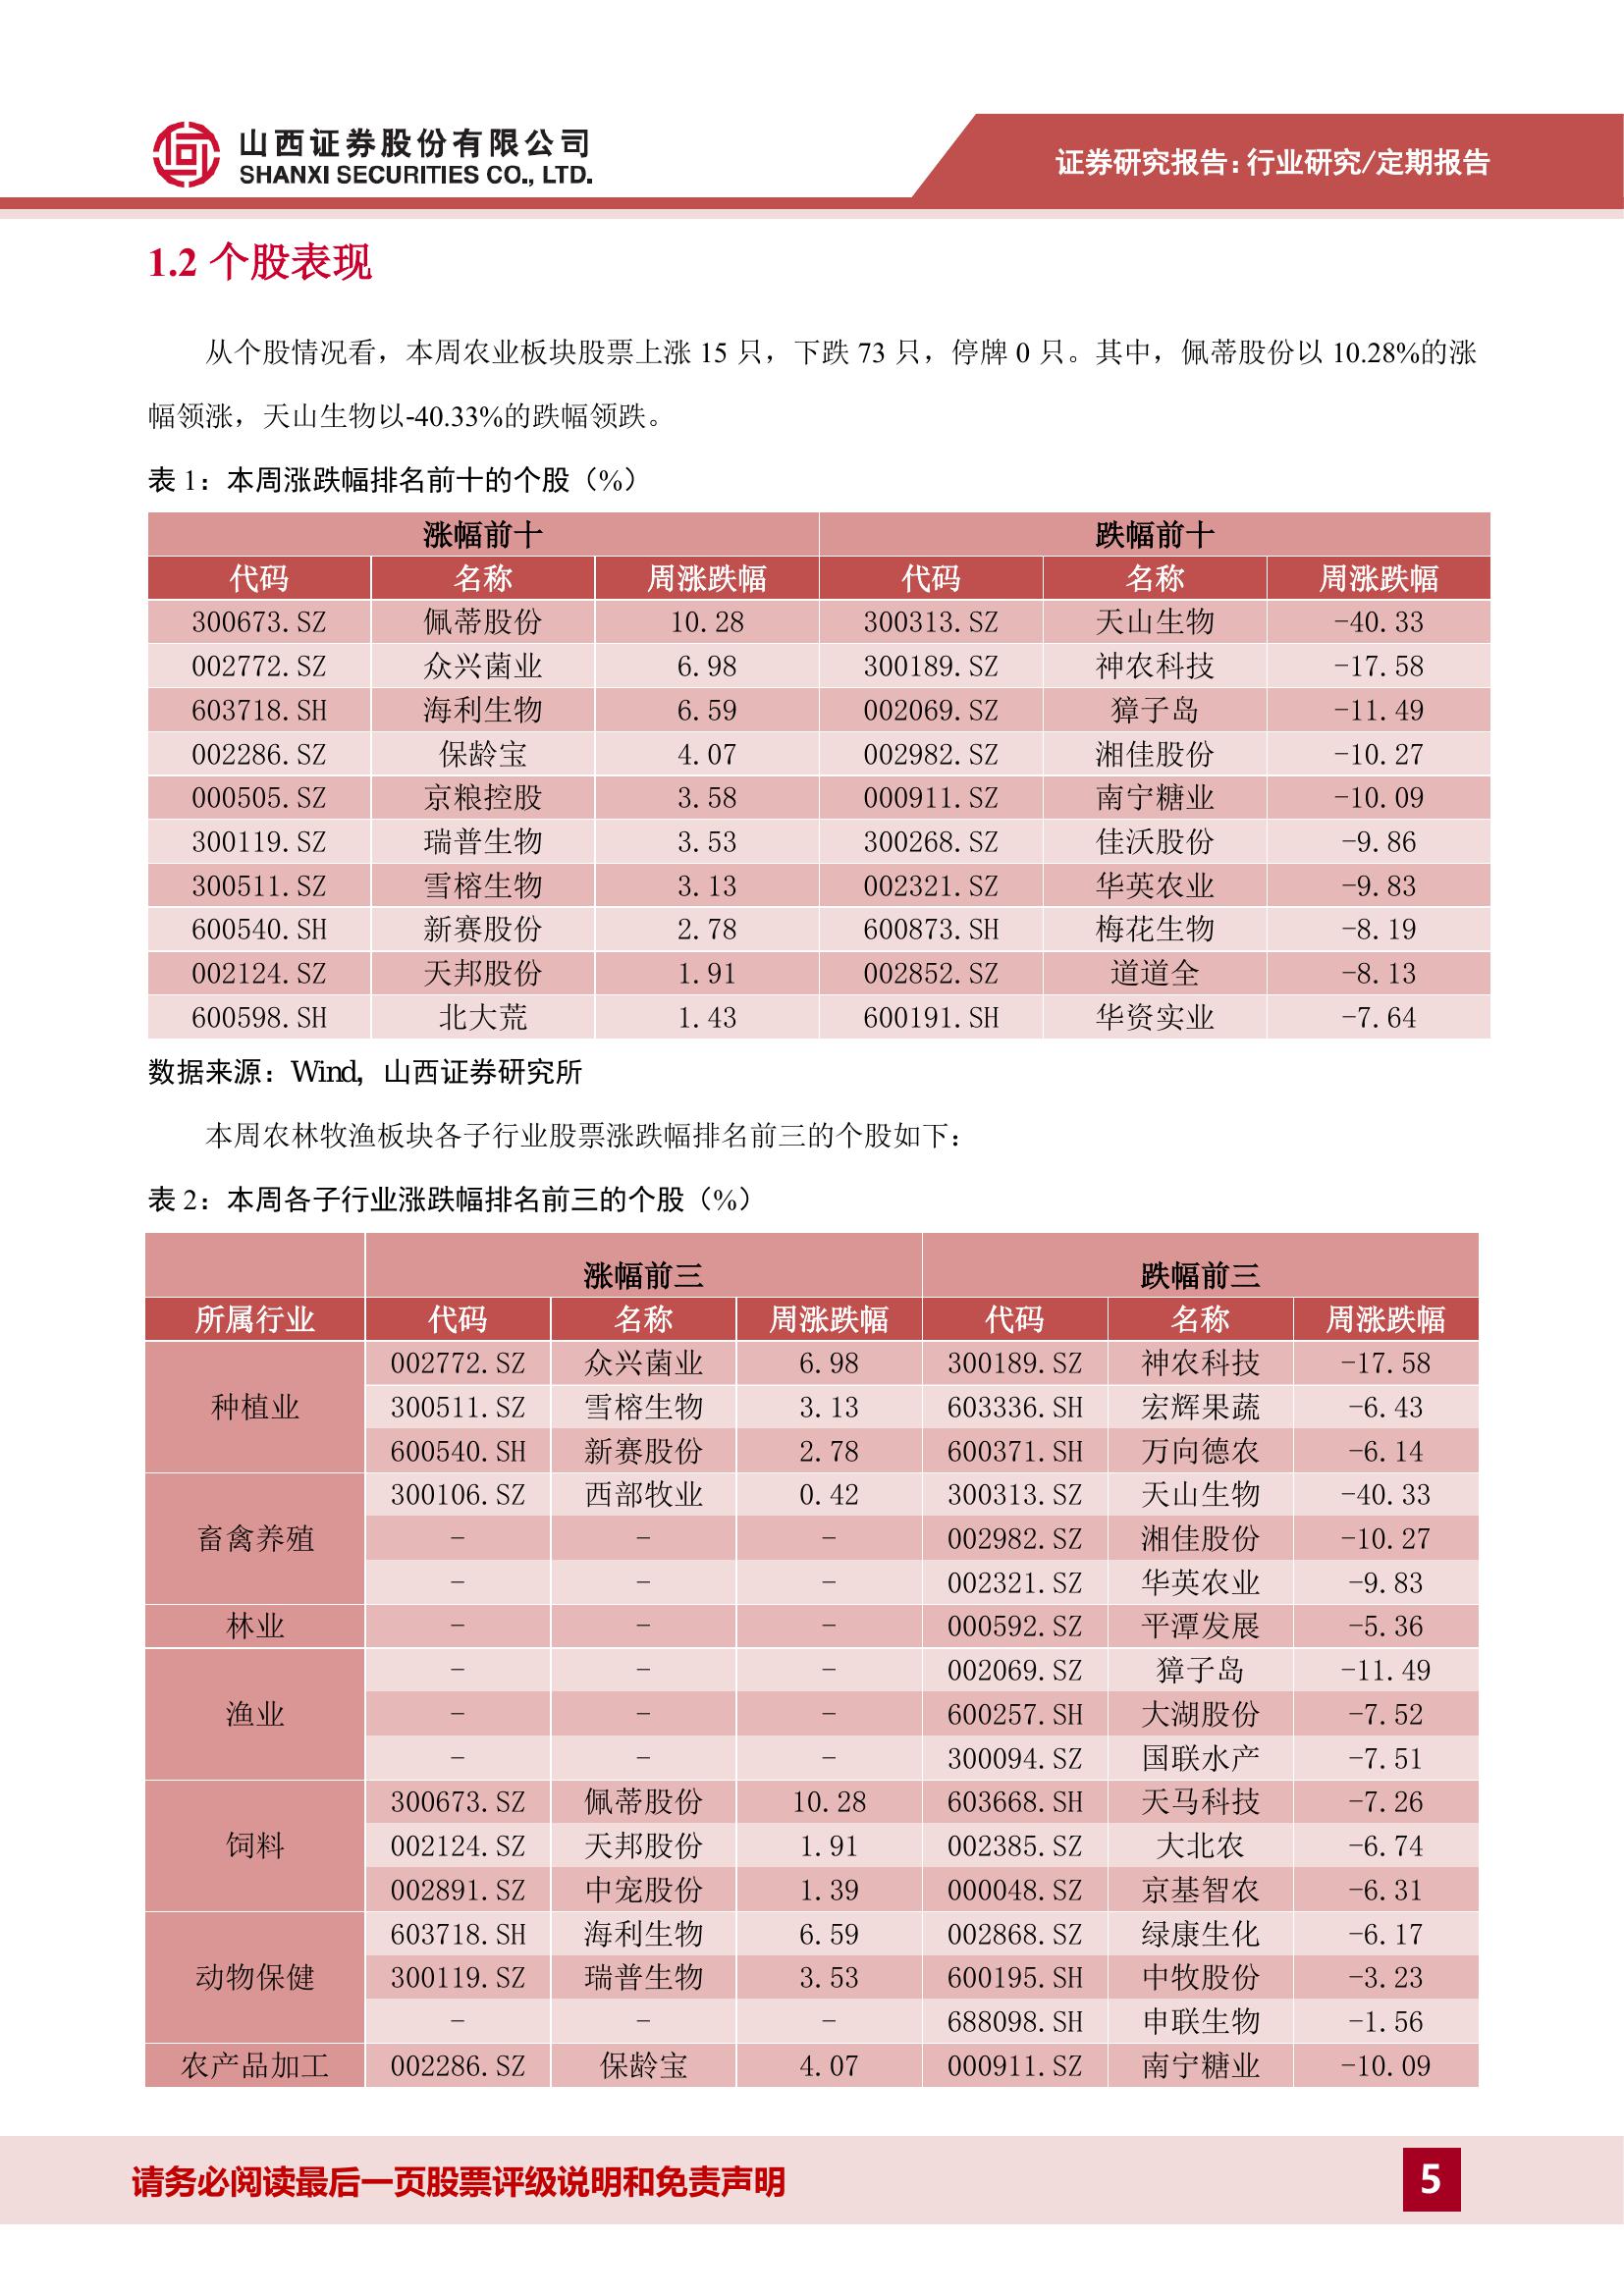 山西证券股份有限公司
SHANXI SECURITIES CO., LTD.
证券研究报告：行业研究/定期报告
1.2 个股表现
从个股情况看，本周农业板块股票上涨 15 只，下跌 73 只，停牌 0 只。其中，佩蒂股份以 10.28%的涨
幅领涨，天山生物以-40.33%的跌幅领跌。
表 1：本周涨跌幅排名前十的个股（%）
涨幅前十 跌幅前十
代码 名称 周涨跌幅 代码 名称 周涨跌幅
300673.SZ 佩蒂股份 10.28 300313.SZ 天山生物 -40.33
002772.SZ 众兴菌业 6.98 300189.SZ 神农科技 -17.58
603718.SH 海利生物 6.59 002069.SZ 獐子岛 -11.49
002286.SZ 保龄宝 4.07 002982.SZ 湘佳股份 -10.27
000505.SZ 京粮控股 3.58 000911.SZ 南宁糖业 -10.09
300119.SZ 瑞普生物 3.53 300268.SZ 佳沃股份 -9.86
300511.SZ 雪榕生物 3.13 002321.SZ 华英农业 -9.83
600540.SH 新赛股份 2.78 600873.SH 梅花生物 -8.19
002124.SZ 天邦股份 1.91 002852.SZ 道道全 -8.13
600598.SH 北大荒 1.43 600191.SH 华资实业 -7.64
数据来源：Wind，山西证券研究所
本周农林牧渔板块各子行业股票涨跌幅排名前三的个股如下：
表 2：本周各子行业涨跌幅排名前三的个股（%）
涨幅前三 跌幅前三
所属行业 代码 名称 周涨跌幅 代码 名称 周涨跌幅
种植业 002772.SZ 众兴菌业 6.98 300189.SZ 神农科技 -17.58
300511.SZ 雪榕生物 3.13 603336.SH 宏辉果蔬 -6.43
600540.SH 新赛股份 2.78 600371.SH 万向德农 -6.14
畜禽养殖 300106.SZ 西部牧业 0.42 300313.SZ 天山生物 -40.33
- - - 002982.SZ 湘佳股份 -10.27
- - - 002321.SZ 华英农业 -9.83
林业 - - - 000592.SZ 平潭发展 -5.36
渔业 - - - 002069.SZ 獐子岛 -11.49
- - - 600257.SH 大湖股份 -7.52
- - - 300094.SZ 国联水产 -7.51
饲料 300673.SZ 佩蒂股份 10.28 603668.SH 天马科技 -7.26
002124.SZ 天邦股份 1.91 002385.SZ 大北农 -6.74
002891.SZ 中宠股份 1.39 000048.SZ 京基智农 -6.31
动物保健 603718.SH 海利生物 6.59 002868.SZ 绿康生化 -6.17
300119.SZ 瑞普生物 3.53 600195.SH 中牧股份 -3.23
- - - 688098.SH 申联生物 -1.56
农产品加工 002286.SZ 保龄宝 4.07 000911.SZ 南宁糖业 -10.09
请务必阅读最后一页股票评级说明和免责声明
5